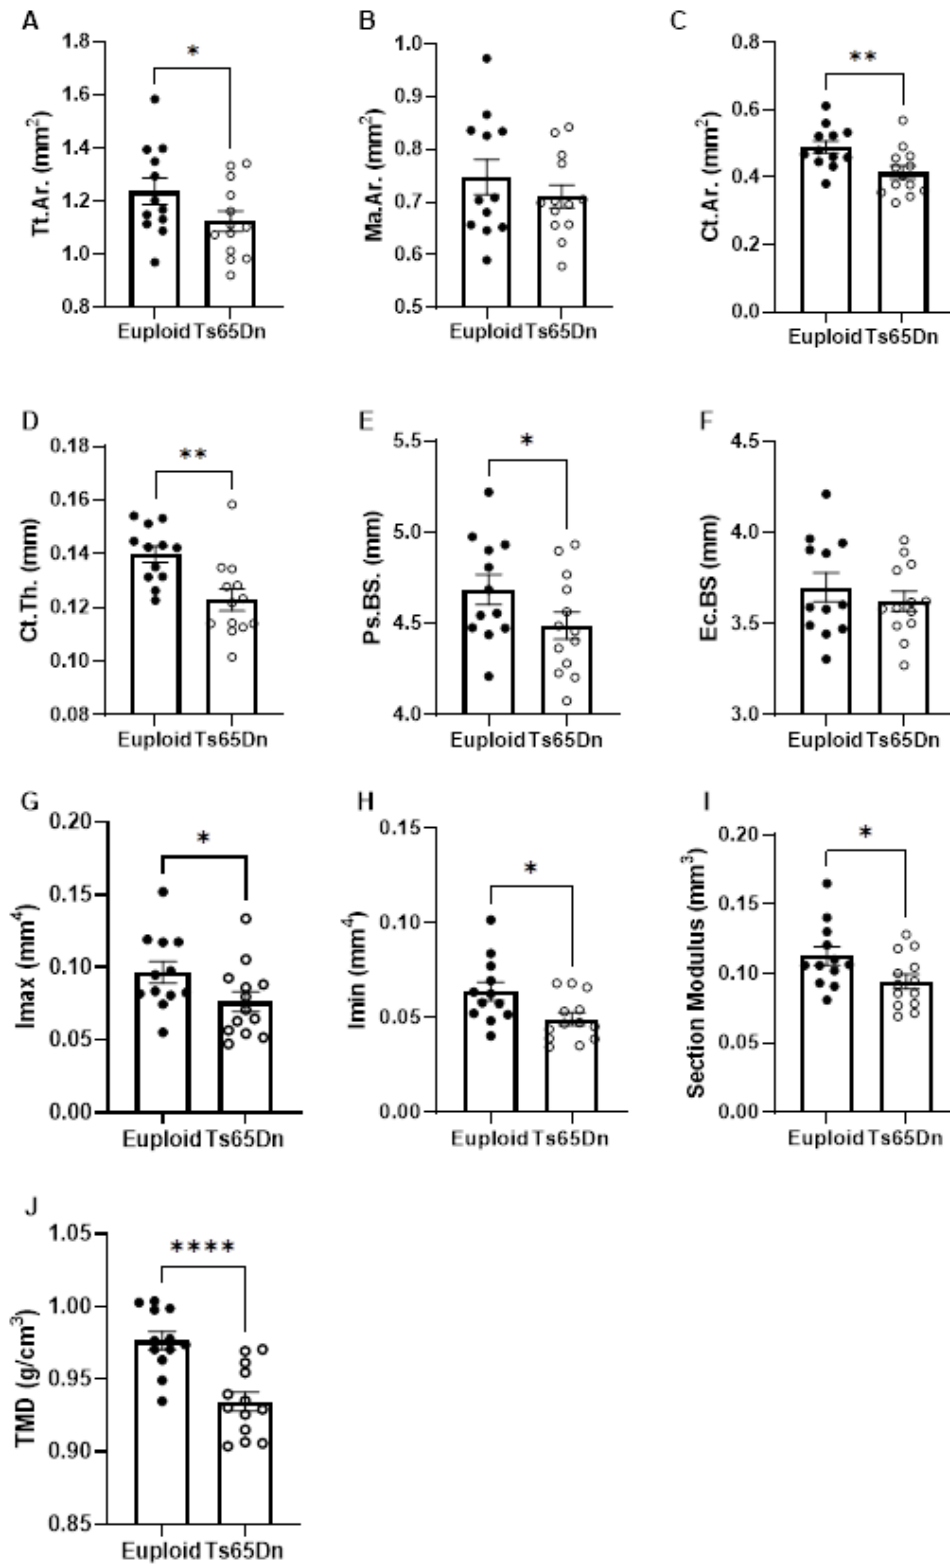 A
Tt.Ar. (mm²)
1.8
1.6
1.4
1.2
1.0
0.8
*
Euploid Ts65Dn
B
Ma.Ar. (mm²)
1.0
0.9
0.8
0.7
0.6
0.5
Euploid Ts65Dn
C
Ct.Ar. (mm²)
0.8
0.6
0.4
0.2
0.0
**
Euploid Ts65Dn
D
Ct.Th. (mm)
0.18
0.16
0.14
0.12
0.10
0.08
**
Euploid Ts65Dn
E
Ps.BS. (mm)
5.5
5.0
4.5
4.0
*
Euploid Ts65Dn
F
Ec.BS (mm)
4.5
4.0
3.5
3.0
Euploid Ts65Dn
G
Imax (mm⁴)
0.20
0.15
0.10
0.05
0.00
*
Euploid Ts65Dn
H
Imin (mm⁴)
0.15
0.10
0.05
0.00
*
Euploid Ts65Dn
I
Section Modulus (mm³)
0.20
0.15
0.10
0.05
0.00
*
Euploid Ts65Dn
J
TMD (g/cm³)
1.05
1.00
0.95
0.90
0.85
****
Euploid Ts65Dn